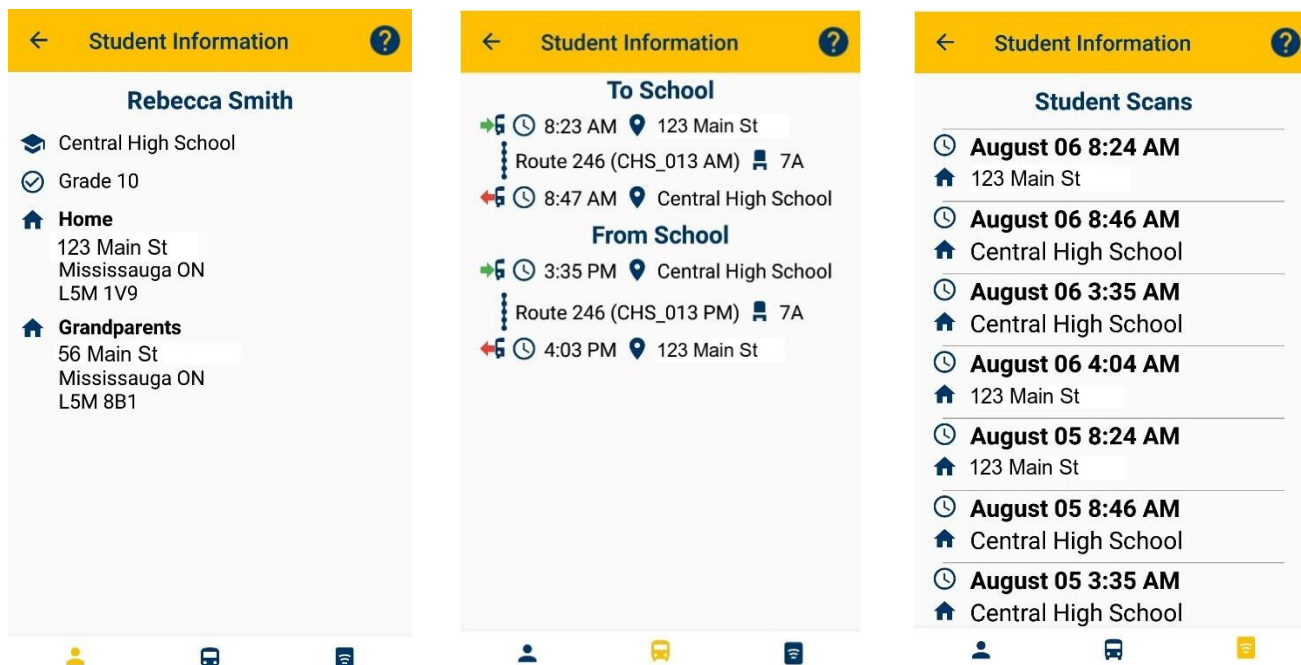 Student Information ?
Rebecca Smith
Central High School
Grade 10
Home
123 Main St
Mississauga ON
L5M 1V9
Grandparents
56 Main St
Mississauga ON
L5M 8B1
Student Information ?
To School
8:23 AM 123 Main St
Route 246 (CHS_013 AM) 7A
8:47 AM Central High School
From School
3:35 PM Central High School
Route 246 (CHS_013 PM) 7A
4:03 PM 123 Main St
Student Information ?
Student Scans
August 06 8:24 AM
123 Main St
August 06 8:46 AM
Central High School
August 06 3:35 AM
Central High School
August 06 4:04 AM
123 Main St
August 05 8:24 AM
123 Main St
August 05 8:46 AM
Central High School
August 05 3:35 AM
Central High School